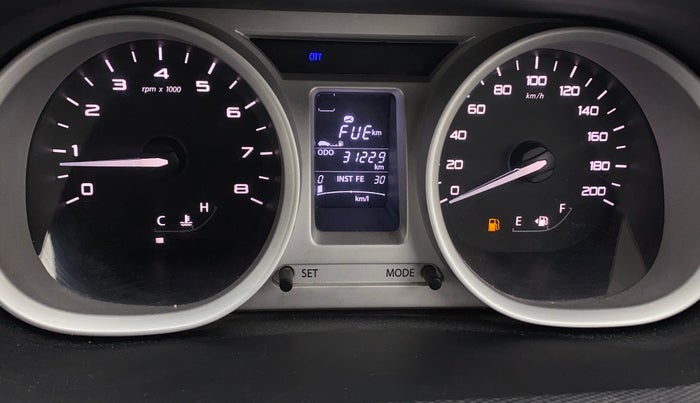 CITY
0 1 2 3 4 5 6 7 8
rpm x 1000
C H
FUE km
ODO 31229
km
0 INST FE 30
km/l
SET MODE
0 20 40 60 80 100 120 140 160 180 200
km/h
E F